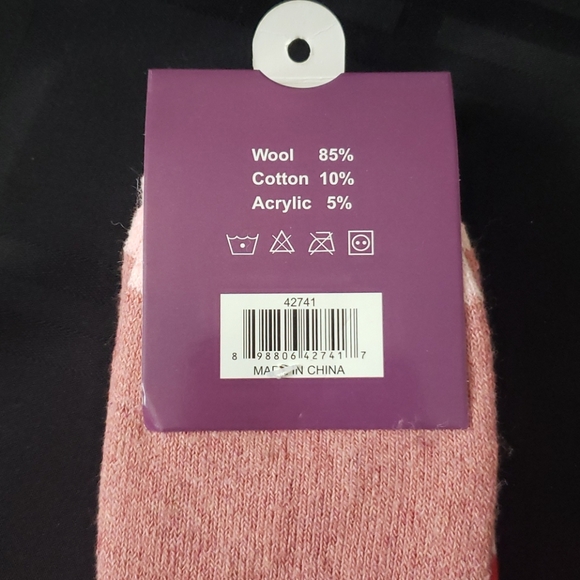 Wool 85%
Cotton 10%
Acrylic 5%
42741
8 98806 42741 7
MADE IN CHINA